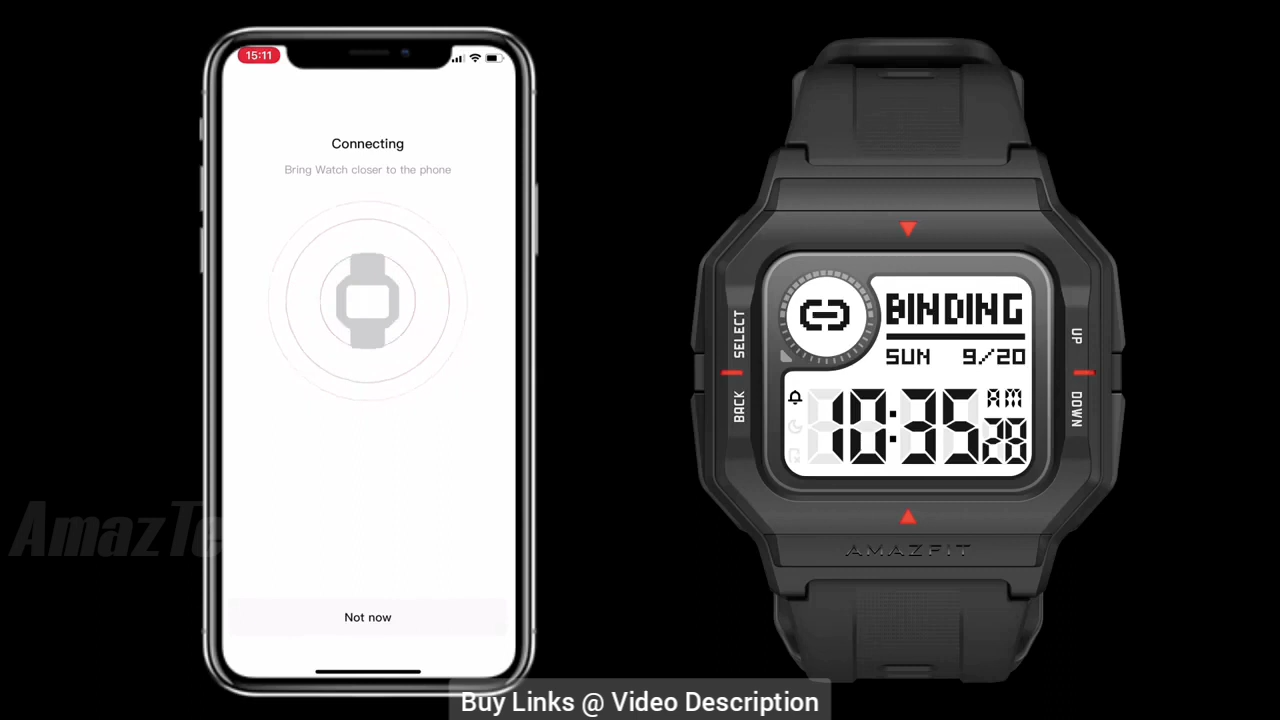 15:11
Connecting
Bring Watch closer to the phone
Not now
AmazTe
BINDING
SUN 9/20
AM
10:35 28
SELECT
BACK
UP
DOWN
AMAZFIT
Buy Links @ Video Description